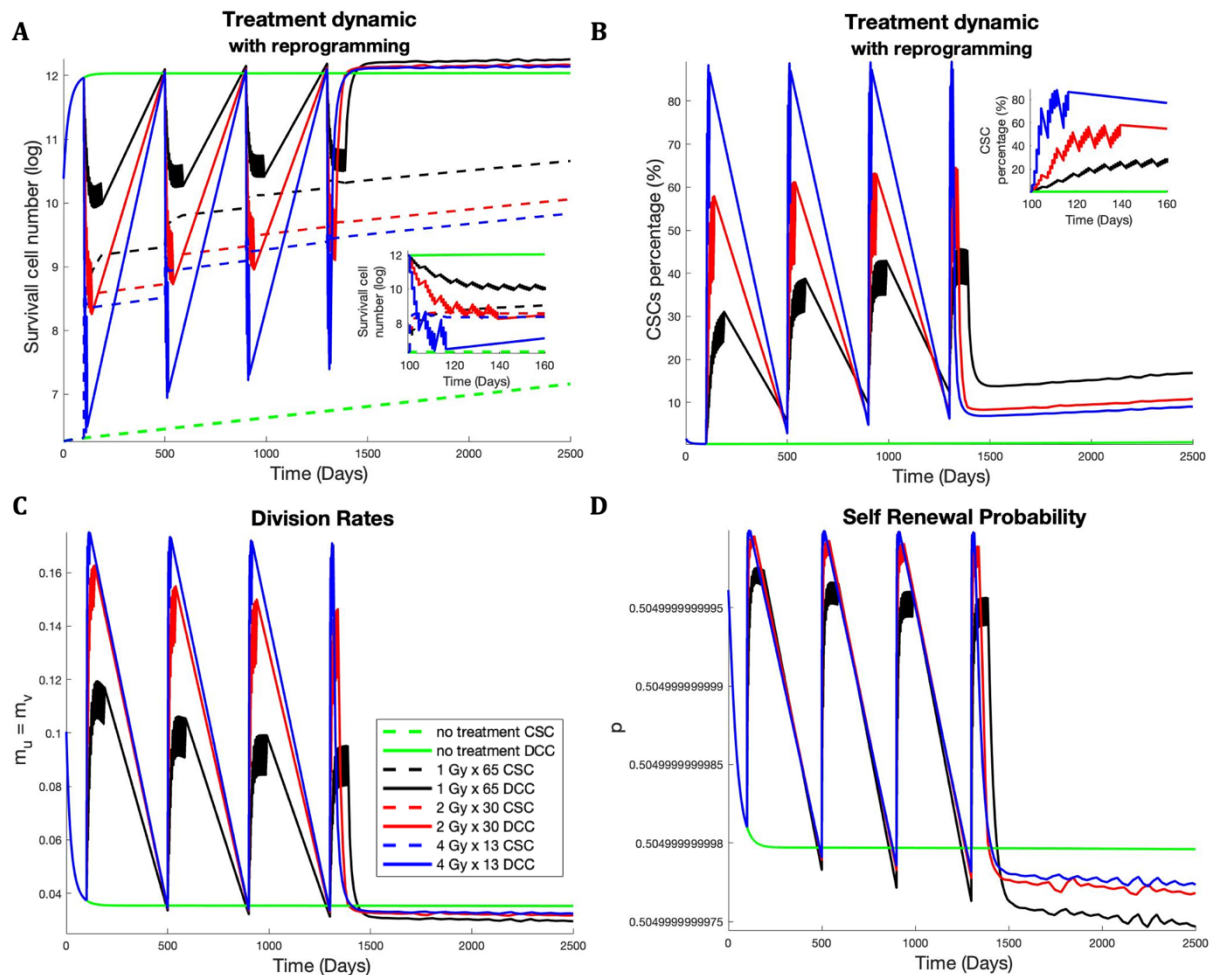 A
Treatment dynamic
with reprogramming
Survivall cell number (log)
12
11
10
9
8
7
0
500
1000
1500
2000
2500
Time (Days)
Survivall cell
number (log)
12
10
8
100
120
140
160
Time (Days)
B
Treatment dynamic
with reprogramming
CSCs percentage (%)
80
70
60
50
40
30
20
10
0
500
1000
1500
2000
2500
Time (Days)
CSC
percentage (%)
80
60
40
20
100
120
140
160
Time (Days)
C
Division Rates
m_u = m_v
0.16
0.14
0.12
0.1
0.08
0.06
0.04
0
500
1000
1500
2000
2500
Time (Days)
no treatment CSC
no treatment DCC
1 Gy x 65 CSC
1 Gy x 65 DCC
2 Gy x 30 CSC
2 Gy x 30 DCC
4 Gy x 13 CSC
4 Gy x 13 DCC
D
Self Renewal Probability
p
0.5049999999995
0.504999999999
0.5049999999985
0.504999999998
0.5049999999975
0
500
1000
1500
2000
2500
Time (Days)